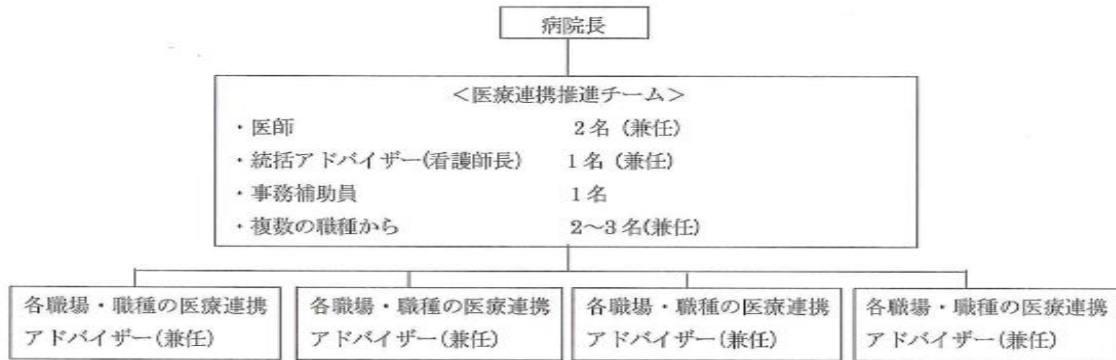 病院長
＜医療連携推進チーム＞
・医師 2名 (兼任)
・統括アドバイザー(看護師長) 1名 (兼任)
・事務補助員 1名
・複数の職種から 2～3名(兼任)
各職場・職種の医療連携
アドバイザー(兼任)
各職場・職種の医療連携
アドバイザー(兼任)
各職場・職種の医療連携
アドバイザー(兼任)
各職場・職種の医療連携
アドバイザー(兼任)